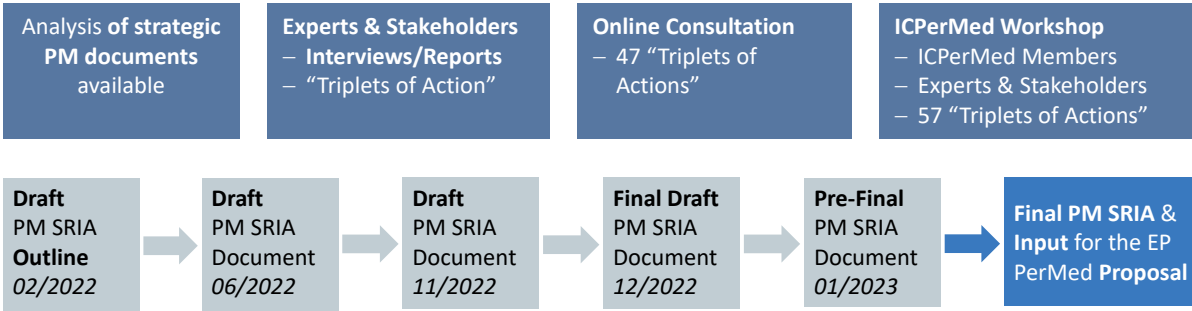 Analysis of strategic
PM documents
available
Experts & Stakeholders
– Interviews/Reports
– “Triplets of Action”
Online Consultation
– 47 “Triplets of
Actions”
ICPerMed Workshop
– ICPerMed Members
– Experts & Stakeholders
– 57 “Triplets of Actions”
Draft
PM SRIA
Outline
02/2022
Draft
PM SRIA
Document
06/2022
Draft
PM SRIA
Document
11/2022
Final Draft
PM SRIA
Document
12/2022
Pre-Final
PM SRIA
Document
01/2023
Final PM SRIA &
Input for the EP
PerMed Proposal